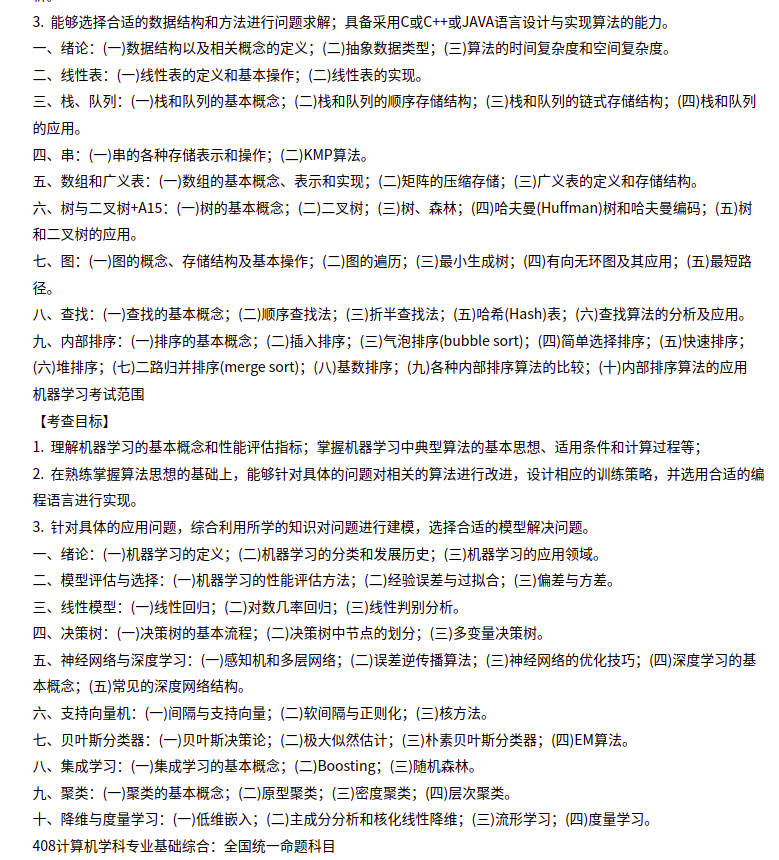 3. 能够选择合适的数据结构和方法进行问题求解；具备采用C或C++或JAVA语言设计与实现算法的能力。
一、绪论：(一)数据结构以及相关概念的定义；(二)抽象数据类型；(三)算法的时间复杂度和空间复杂度。
二、线性表：(一)线性表的定义和基本操作；(二)线性表的实现。
三、栈、队列：(一)栈和队列的基本概念；(二)栈和队列的顺序存储结构；(三)栈和队列的链式存储结构；(四)栈和队列
的应用。
四、串：(一)串的各种存储表示和操作；(二)KMP算法。
五、数组和广义表：(一)数组的基本概念、表示和实现；(二)矩阵的压缩存储；(三)广义表的定义和存储结构。
六、树与二叉树+A15：(一)树的基本概念；(二)二叉树；(三)树、森林；(四)哈夫曼(Huffman)树和哈夫曼编码；(五)树
和二叉树的应用。
七、图：(一)图的概念、存储结构及基本操作；(二)图的遍历；(三)最小生成树；(四)有向无环图及其应用；(五)最短路
径。
八、查找：(一)查找的基本概念；(二)顺序查找法；(三)折半查找法；(五)哈希(Hash)表；(六)查找算法的分析及应用。
九、内部排序：(一)排序的基本概念；(二)插入排序；(三)气泡排序(bubble sort)；(四)简单选择排序；(五)快速排序；
(六)堆排序；(七)二路归并排序(merge sort)；(八)基数排序；(九)各种内部排序算法的比较；(十)内部排序算法的应用
机器学习考试范围
【考查目标】
1. 理解机器学习的基本概念和性能评估指标；掌握机器学习中典型算法的基本思想、适用条件和计算过程等；
2. 在熟练掌握算法思想的基础上，能够针对具体的问题对相关的算法进行改进，设计相应的训练策略，并选用合适的编
程语言进行实现。
3. 针对具体的应用问题，综合利用所学的知识对问题进行建模，选择合适的模型解决问题。
一、绪论：(一)机器学习的定义；(二)机器学习的分类和发展历史；(三)机器学习的应用领域。
二、模型评估与选择：(一)机器学习的性能评估方法；(二)经验误差与过拟合；(三)偏差与方差。
三、线性模型：(一)线性回归；(二)对数几率回归；(三)线性判别分析。
四、决策树：(一)决策树的基本流程；(二)决策树中节点的划分；(三)多变量决策树。
五、神经网络与深度学习：(一)感知机和多层网络；(二)误差逆传播算法；(三)神经网络的优化技巧；(四)深度学习的基
本概念；(五)常见的深度网络结构。
六、支持向量机：(一)间隔与支持向量；(二)软间隔与正则化；(三)核方法。
七、贝叶斯分类器：(一)贝叶斯决策论；(二)极大似然估计；(三)朴素贝叶斯分类器；(四)EM算法。
八、集成学习：(一)集成学习的基本概念；(二)Boosting；(三)随机森林。
九、聚类：(一)聚类的基本概念；(二)原型聚类；(三)密度聚类；(四)层次聚类。
十、降维与度量学习：(一)低维嵌入；(二)主成分分析和核化线性降维；(三)流形学习；(四)度量学习。
408计算机学科专业基础综合：全国统一命题科目